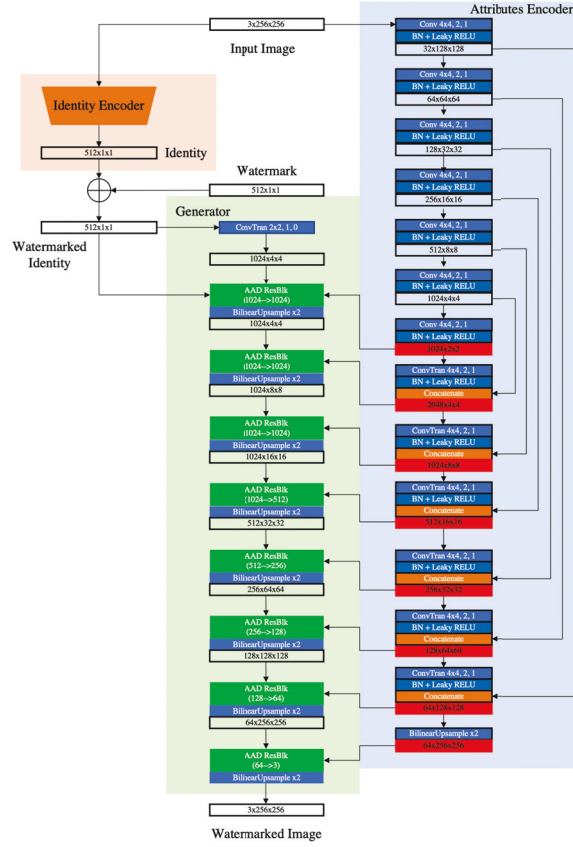 Attributes Encoder
3x256x256
Input Image
Conv 4x4, 2, 1
BN + Leaky RELU
32x128x128
Conv 4x4, 2, 1
BN + Leaky RELU
64x64x64
Identity Encoder
Conv 4x4, 2, 1
BN + Leaky RELU
128x32x32
512x1x1
Identity
Conv 4x4, 2, 1
BN + Leaky RELU
256x16x16
Watermark
512x1x1
512x1x1
Watermarked
Identity
Generator
ConvTran 2x2, 1, 0
1024x4x4
Conv 4x4, 2, 1
BN + Leaky RELU
512x8x8
Conv 4x4, 2, 1
BN + Leaky RELU
1024x4x4
Conv 4x4, 2, 1
BN + Leaky RELU
1024x2x2
AAD ResBlk
(1024-->1024)
BilinearUpsample x2
1024x4x4
ConvTran 4x4, 2, 1
BN + Leaky RELU
Concatenate
2048x4x4
AAD ResBlk
(1024-->1024)
BilinearUpsample x2
1024x8x8
ConvTran 4x4, 2, 1
BN + Leaky RELU
Concatenate
1024x8x8
AAD ResBlk
(1024-->1024)
BilinearUpsample x2
1024x16x16
ConvTran 4x4, 2, 1
BN + Leaky RELU
Concatenate
512x16x16
AAD ResBlk
(1024-->512)
BilinearUpsample x2
512x32x32
ConvTran 4x4, 2, 1
BN + Leaky RELU
Concatenate
256x32x32
AAD ResBlk
(512-->256)
BilinearUpsample x2
256x64x64
ConvTran 4x4, 2, 1
BN + Leaky RELU
Concatenate
128x64x64
AAD ResBlk
(256-->128)
BilinearUpsample x2
128x128x128
ConvTran 4x4, 2, 1
BN + Leaky RELU
Concatenate
64x128x128
AAD ResBlk
(128-->64)
BilinearUpsample x2
64x256x256
BilinearUpsample x2
64x256x256
AAD ResBlk
(64-->3)
BilinearUpsample x2
3x256x256
Watermarked Image